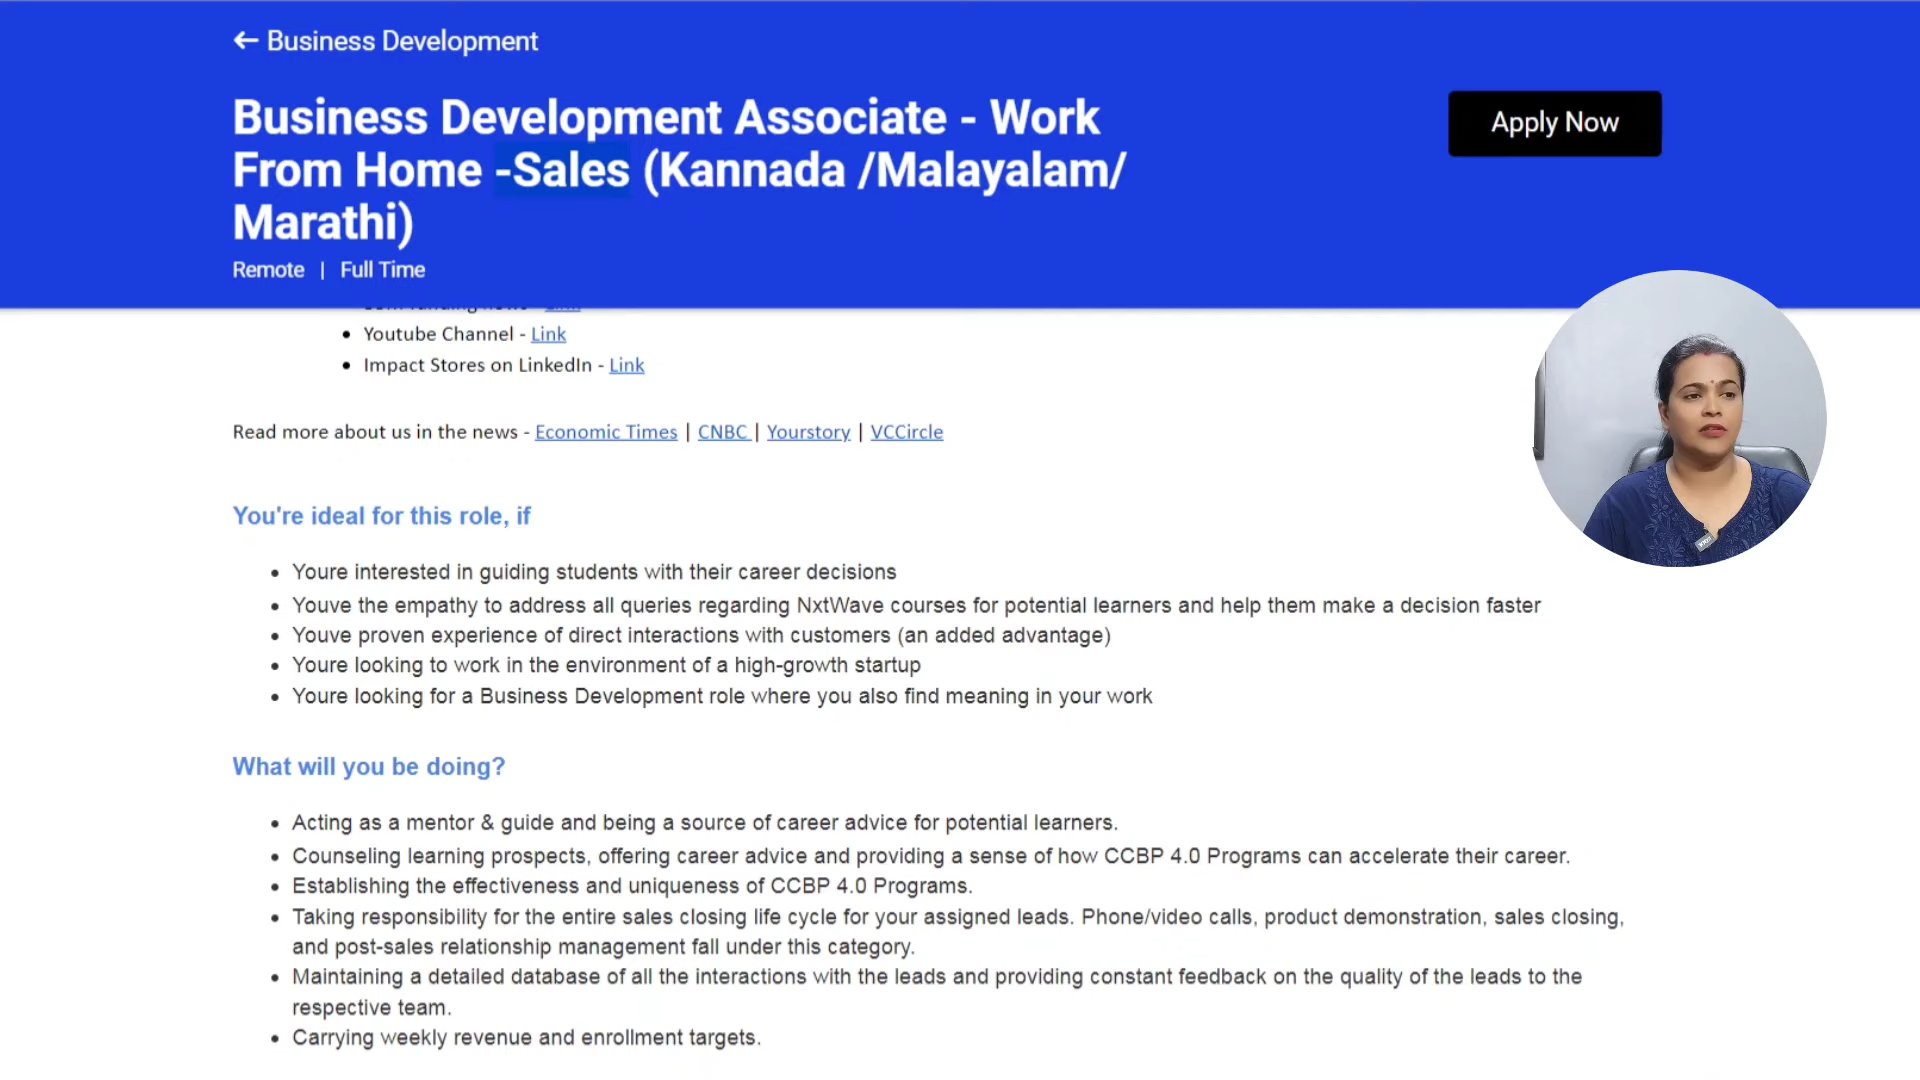 ← Business Development
Business Development Associate - Work
From Home -Sales (Kannada /Malayalam/
Marathi)
Remote | Full Time
Apply Now
• Youtube Channel - Link
• Impact Stores on LinkedIn - Link
Read more about us in the news - Economic Times | CNBC | Yourstory | VCCircle
You're ideal for this role, if
• Youre interested in guiding students with their career decisions
• Youve the empathy to address all queries regarding NxtWave courses for potential learners and help them make a decision faster
• Youve proven experience of direct interactions with customers (an added advantage)
• Youre looking to work in the environment of a high-growth startup
• Youre looking for a Business Development role where you also find meaning in your work
What will you be doing?
• Acting as a mentor & guide and being a source of career advice for potential learners.
• Counseling learning prospects, offering career advice and providing a sense of how CCBP 4.0 Programs can accelerate their career.
• Establishing the effectiveness and uniqueness of CCBP 4.0 Programs.
• Taking responsibility for the entire sales closing life cycle for your assigned leads. Phone/video calls, product demonstration, sales closing,
and post-sales relationship management fall under this category.
• Maintaining a detailed database of all the interactions with the leads and providing constant feedback on the quality of the leads to the
respective team.
• Carrying weekly revenue and enrollment targets.